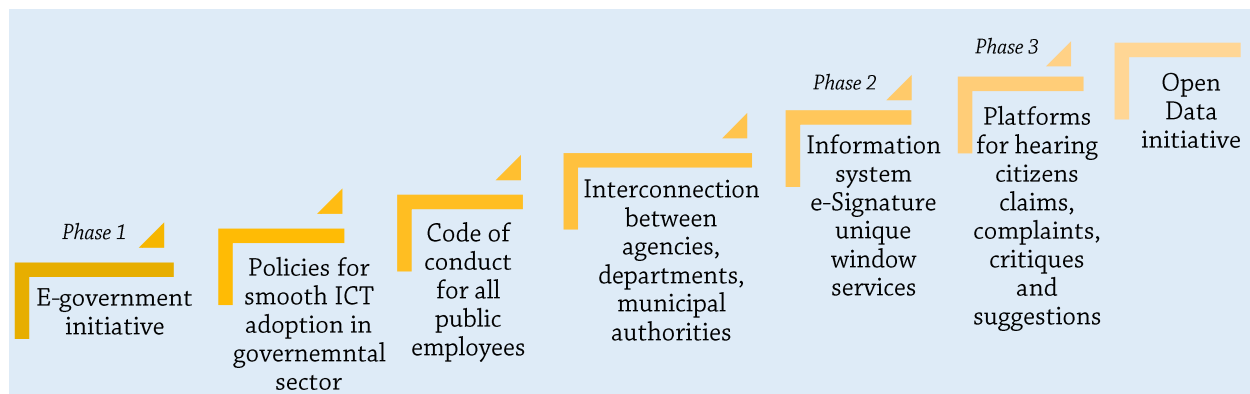 Phase 1
E-government
initiative
Policies for
smooth ICT
adoption in
governemntal
sector
Code of
conduct
for all
public
employees
Interconnection
between
agencies,
departments,
municipal
authorities
Phase 2
Information
system
e-Signature
unique
window
services
Phase 3
Platforms
for hearing
citizens
claims,
complaints,
critiques
and
suggestions
Open
Data
initiative